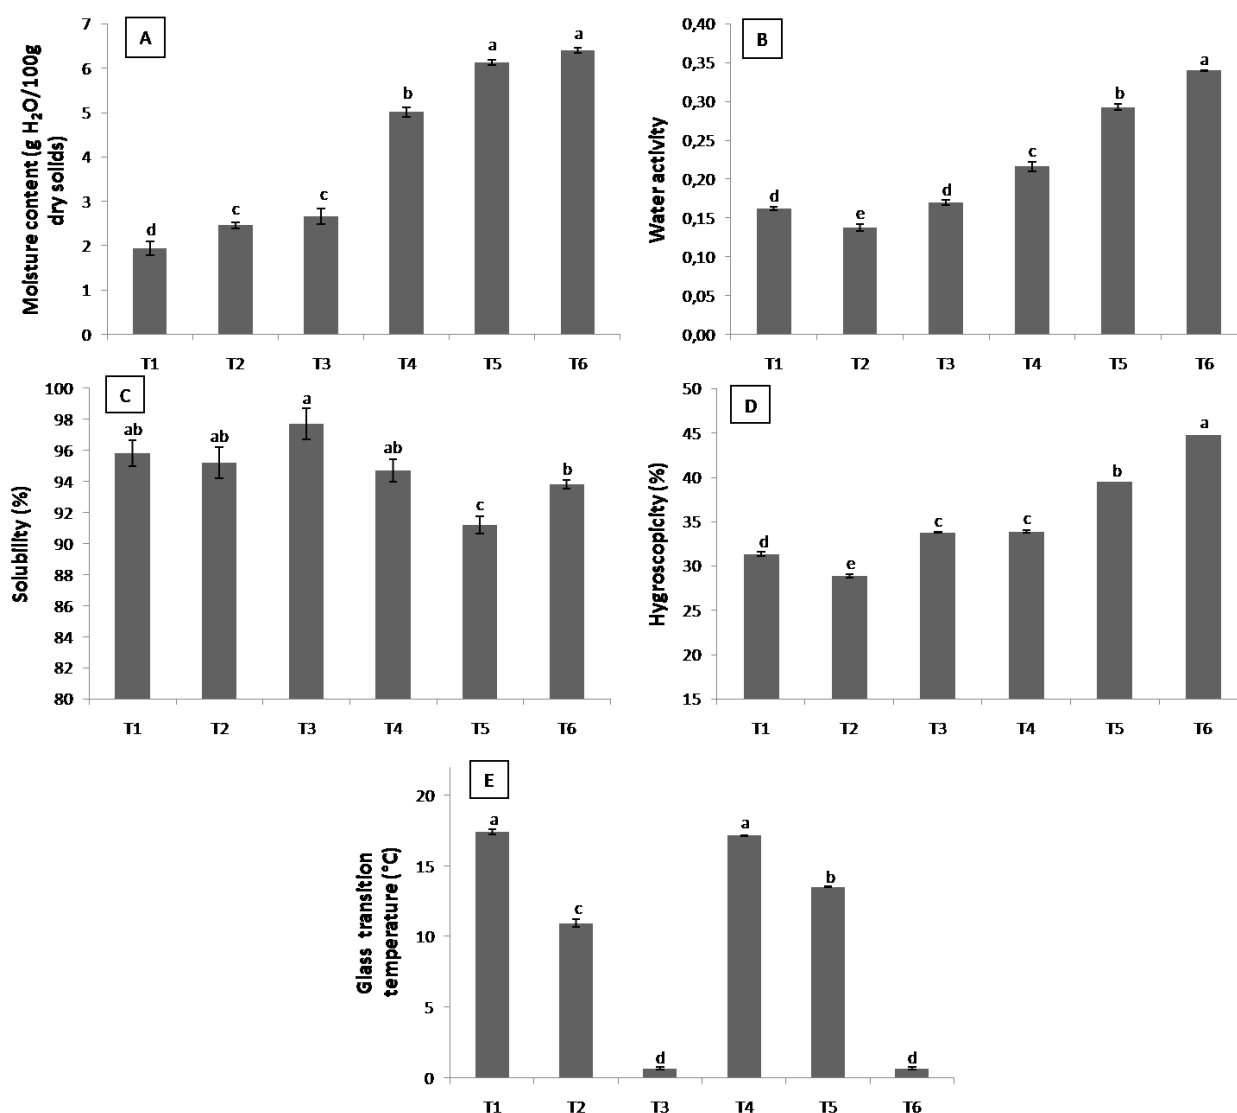 A
Moisture content (g H₂O/100g
dry solids)
7
6
5
4
3
2
1
0
d
c
c
b
a
a
T1 T2 T3 T4 T5 T6
B
Water activity
0,40
0,35
0,30
0,25
0,20
0,15
0,10
0,05
0,00
d
e
d
c
b
a
T1 T2 T3 T4 T5 T6
C
Solubility (%)
100
98
96
94
92
90
88
86
84
82
80
ab
ab
a
ab
c
b
T1 T2 T3 T4 T5 T6
D
Hygroscopicity (%)
50
45
40
35
30
25
20
15
d
e
c
c
b
a
T1 T2 T3 T4 T5 T6
E
Glass transition
temperature (°C)
20
15
10
5
0
a
c
d
a
b
d
T1 T2 T3 T4 T5 T6